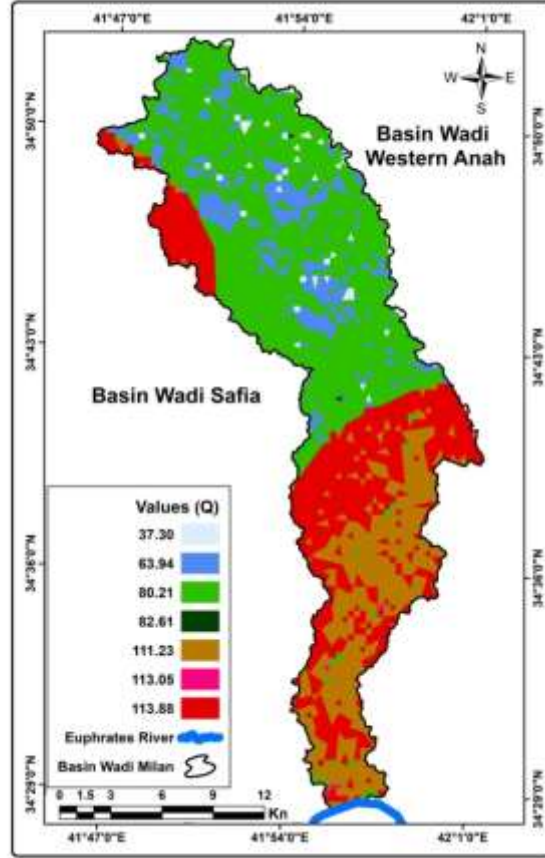 41°47'0"E 41°54'0"E 42°1'0"E
N
W E
S
34°50'0"N
34°50'0"N
Basin Wadi
Western Anah
34°43'0"N
34°43'0"N
Basin Wadi Safia
Values (Q)
37.30
63.94
80.21
82.61
111.23
113.05
113.88
Euphrates River
Basin Wadi Milan
34°36'0"N
34°36'0"N
0 1.5 3 6 9 12
Kn
34°29'0"N
34°29'0"N
41°47'0"E 41°54'0"E 42°1'0"E